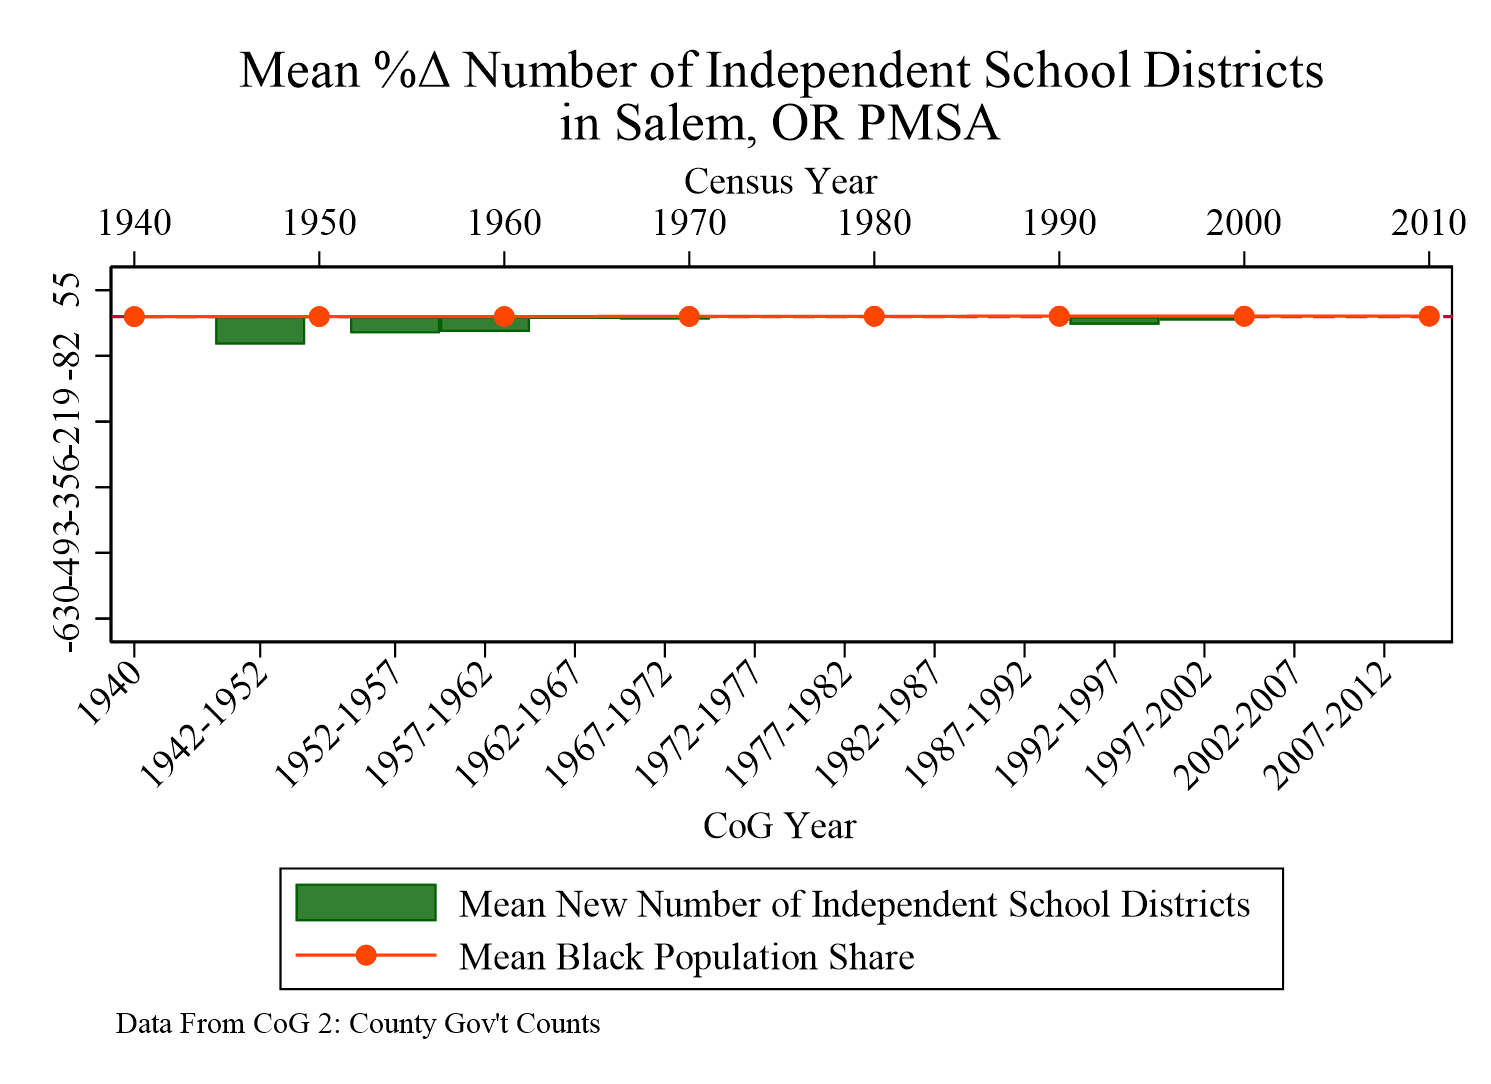 Mean %Δ Number of Independent School Districts
in Salem, OR PMSA
Census Year
1940 1950 1960 1970 1980 1990 2000 2010
55
-82
-219
-356
-493
-630
1940
1942-1952
1952-1957
1957-1962
1962-1967
1967-1972
1972-1977
1977-1982
1982-1987
1987-1992
1992-1997
1997-2002
2002-2007
2007-2012
CoG Year
Mean New Number of Independent School Districts
Mean Black Population Share
Data From CoG 2: County Gov't Counts